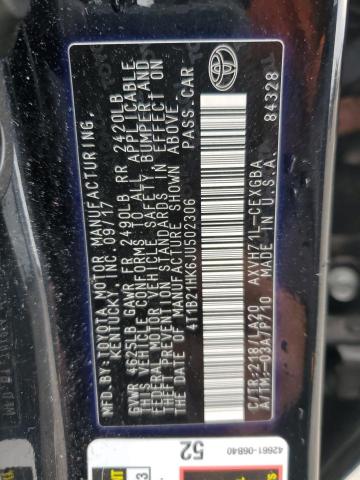 MFD. BY: TOYOTA MOTOR MANUFACTURING
KENTUCKY, INC. 09/17
GVWR 4625LB GAWR FR 2490LB RR 2420LB
THIS VEHICLE CONFORMS TO ALL APPLICABLE
FEDERAL MOTOR VEHICLE SAFETY, BUMPER, AND
THEFT PREVENTION STANDARDS IN EFFECT ON
THE DATE OF MANUFACTURE SHOWN ABOVE.
4T1B21HK6JU502306 PASS. CAR
C/TR: 218/LA20 AXVH71L-CEXGBA
A/TM: -03A/P710 84328
52
42661-06B40